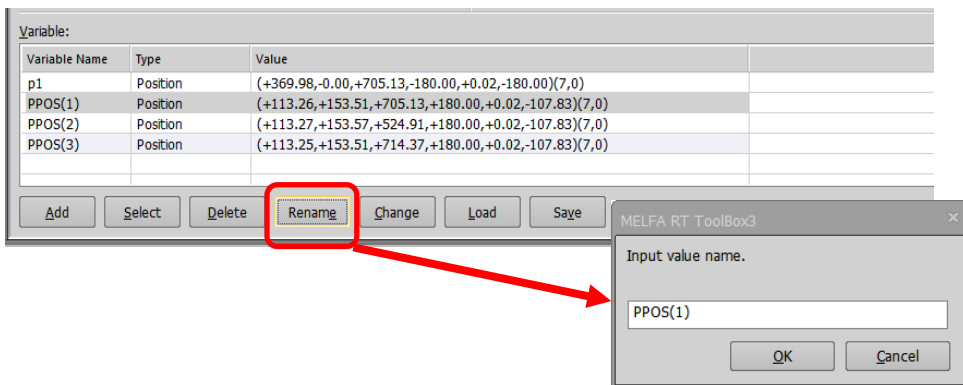 Variable:
Variable Name Type Value
p1 Position (+369.98,-0.00,+705.13,-180.00,+0.02,-180.00)(7,0)
PPOS(1) Position (+113.26,+153.51,+705.13,+180.00,+0.02,-107.83)(7,0)
PPOS(2) Position (+113.27,+153.57,+524.91,+180.00,+0.02,-107.83)(7,0)
PPOS(3) Position (+113.25,+153.51,+714.37,+180.00,+0.02,-107.83)(7,0)
Add Select Delete Rename Change Load Save
MELFA RT ToolBox3
Input value name.
PPOS(1)
OK Cancel